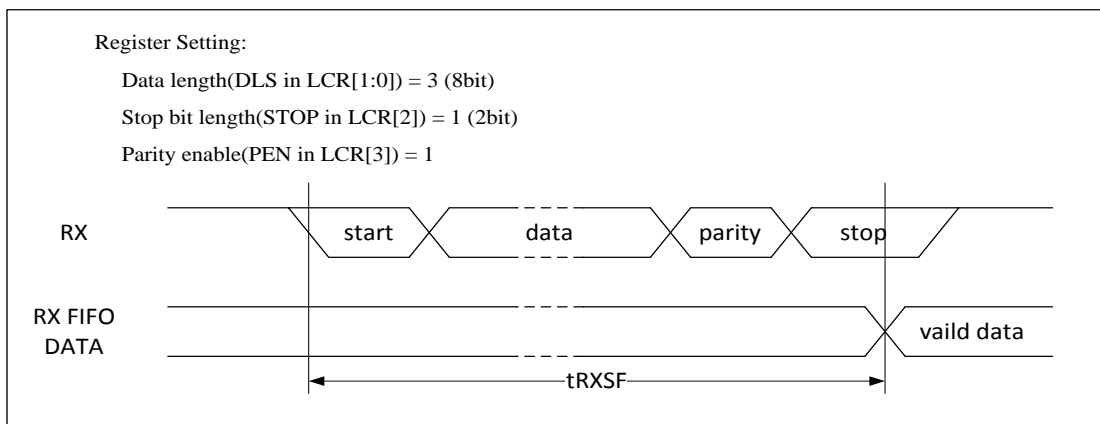 Register Setting:
Data length(DLS in LCR[1:0]) = 3 (8bit)
Stop bit length(STOP in LCR[2]) = 1 (2bit)
Parity enable(PEN in LCR[3]) = 1
RX
start
data
parity
stop
RX FIFO
DATA
vaild data
tRXSF